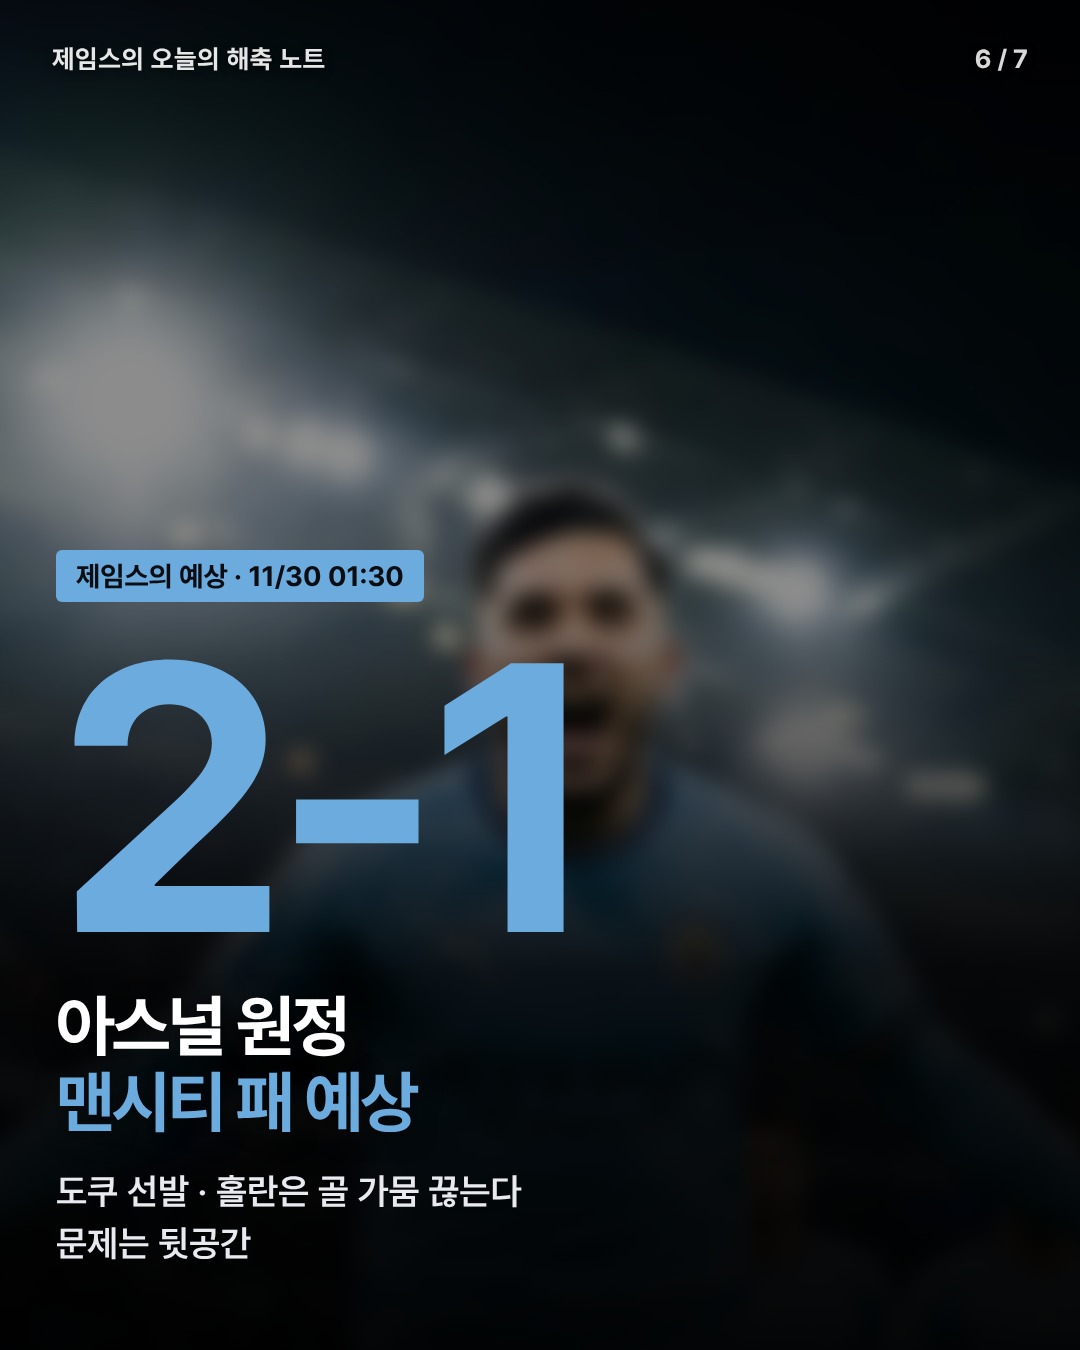 제임스의 오늘의 해축 노트
6 / 7
제임스의 예상 · 11/30 01:30
2-1
아스널 원정
맨시티 패 예상
도쿠 선발 · 홀란은 골 가뭄 끊는다
문제는 뒷공간